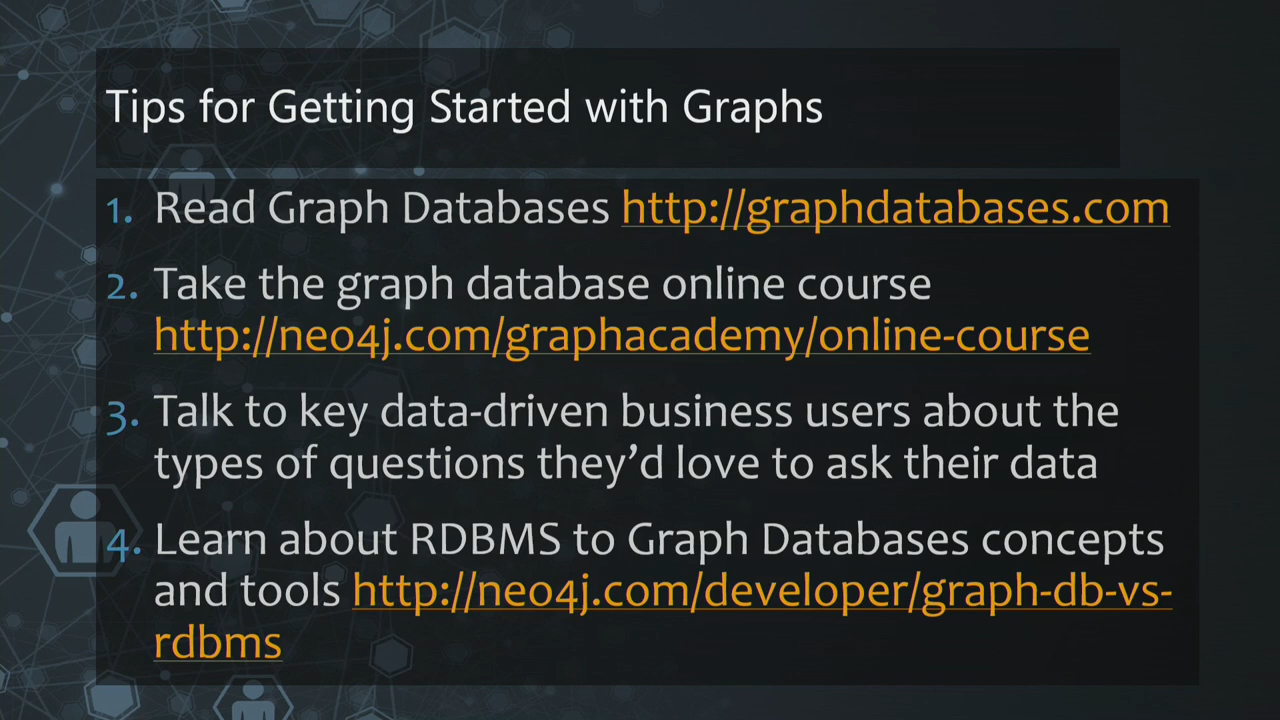 Tips for Getting Started with Graphs
1. Read Graph Databases http://graphdatabases.com
2. Take the graph database online course
http://neo4j.com/graphacademy/online-course
3. Talk to key data-driven business users about the
types of questions they’d love to ask their data
4. Learn about RDBMS to Graph Databases concepts
and tools http://neo4j.com/developer/graph-db-vs-
rdbms